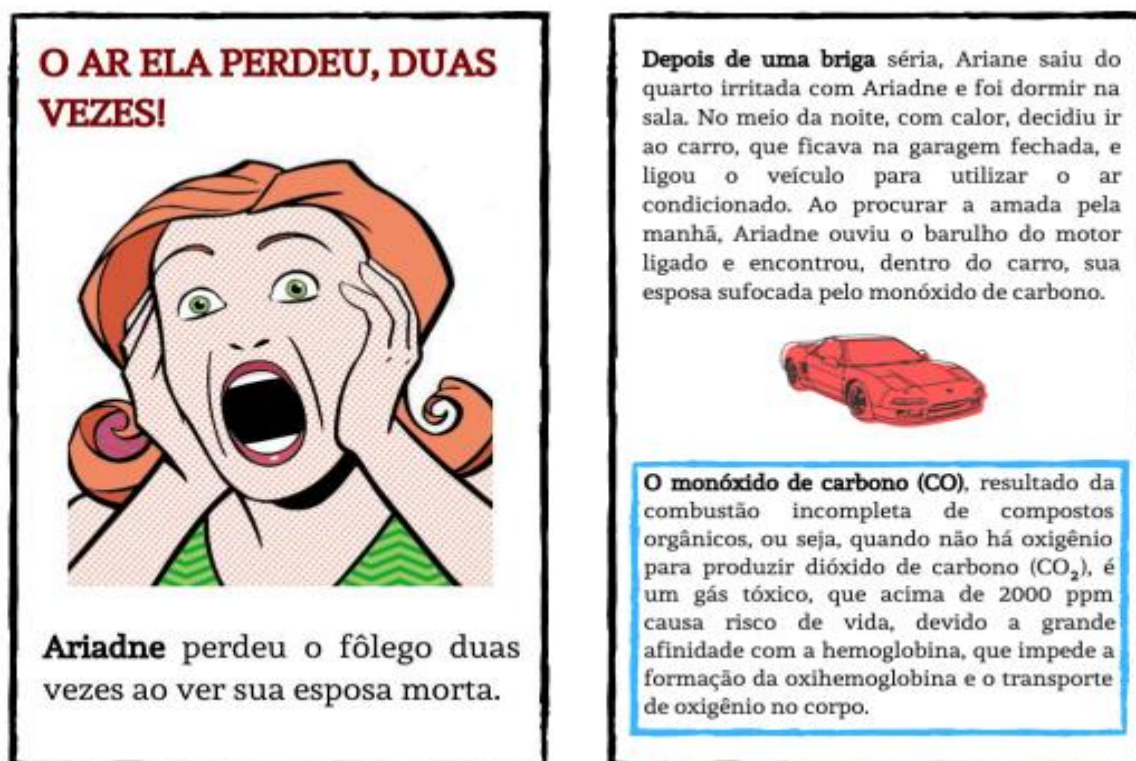 O AR ELA PERDEU, DUAS
VEZES!
Ariadne perdeu o fôlego duas
vezes ao ver sua esposa morta.
Depois de uma briga séria, Ariane saiu do
quarto irritada com Ariadne e foi dormir na
sala. No meio da noite, com calor, decidiu ir
ao carro, que ficava na garagem fechada, e
ligou o veículo para utilizar o ar
condicionado. Ao procurar a amada pela
manhã, Ariadne ouviu o barulho do motor
ligado e encontrou, dentro do carro, sua
esposa sufocada pelo monóxido de carbono.
O monóxido de carbono (CO), resultado da
combustão incompleta de compostos
orgânicos, ou seja, quando não há oxigênio
para produzir dióxido de carbono (CO₂), é
um gás tóxico, que acima de 2000 ppm
causa risco de vida, devido a grande
afinidade com a hemoglobina, que impede a
formação da oxihemoglobina e o transporte
de oxigênio no corpo.